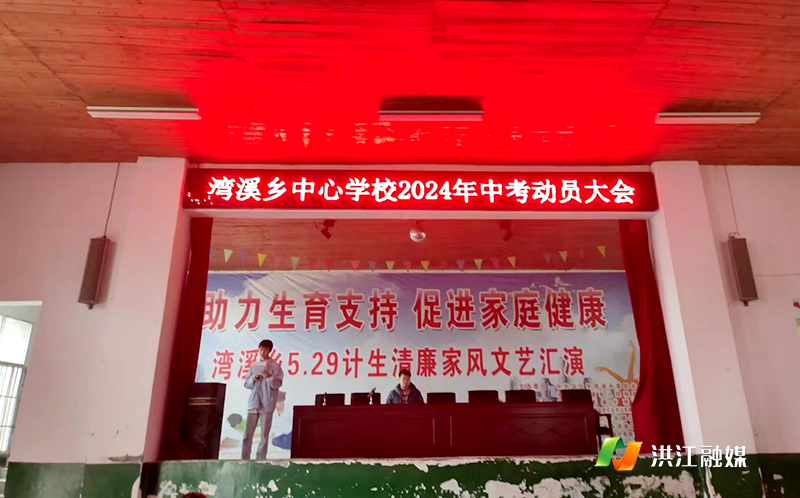 湾溪乡中心学校2024年中考动员大会
助力生育支持 促进家庭健康
湾溪乡5.29计生清廉家风文艺汇演
洪江融媒